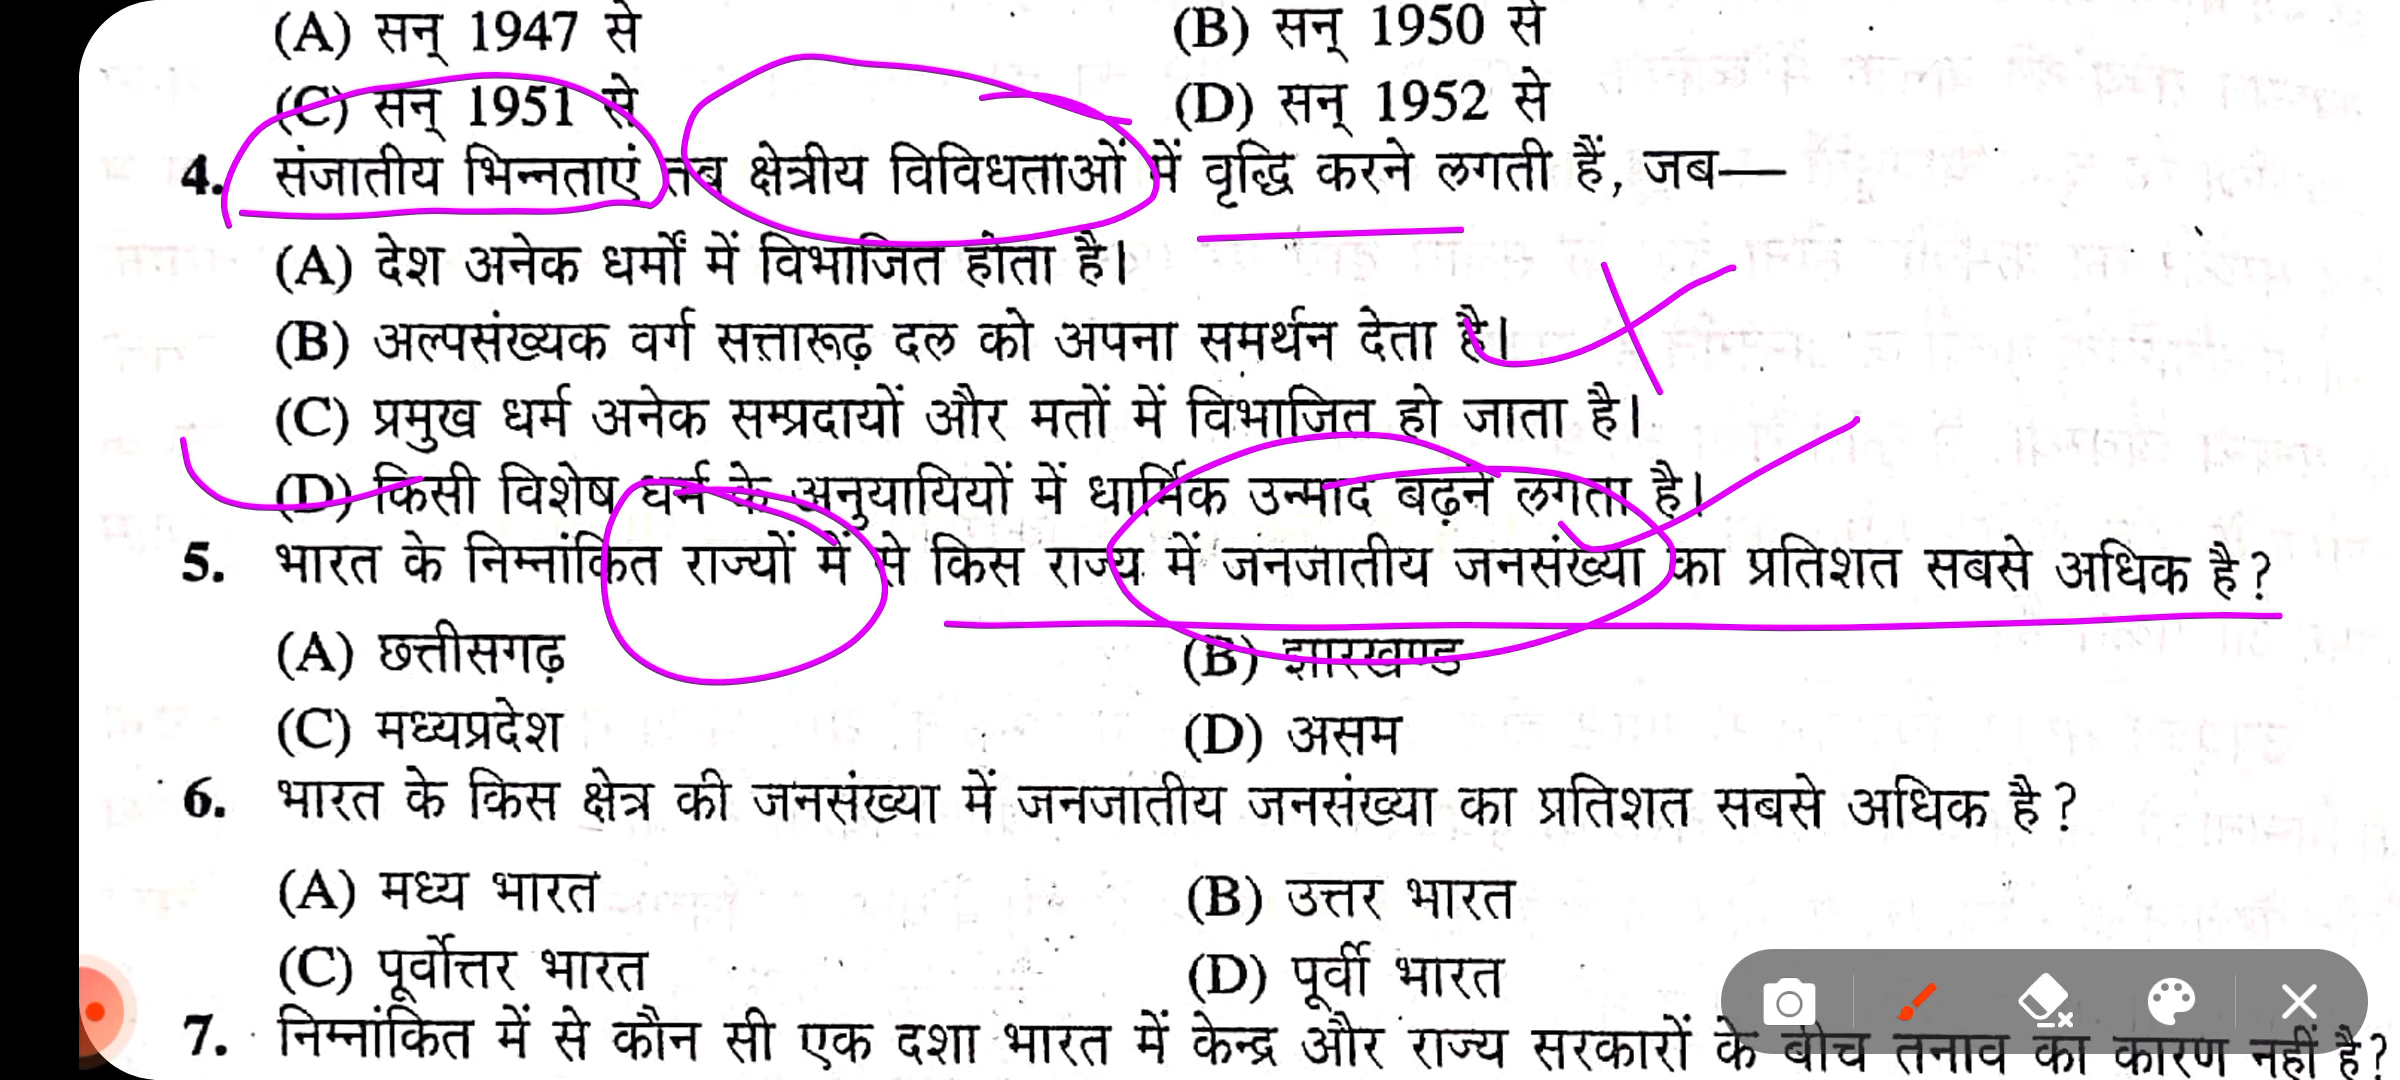 (A) सन् 1947 से (B) सन् 1950 से
(C) सन् 1951 से (D) सन् 1952 से
4. संजातीय भिन्नताएं तब क्षेत्रीय विविधताओं में वृद्धि करने लगती हैं, जब—
(A) देश अनेक धर्मों में विभाजित होता है।
(B) अल्पसंख्यक वर्ग सत्तारूढ़ दल को अपना समर्थन देता है।
(C) प्रमुख धर्म अनेक सम्प्रदायों और मतों में विभाजित हो जाता है।
(D) किसी विशेष धर्म के अनुयायियों में धार्मिक उन्माद बढ़ने लगता है।
5. भारत के निम्नांकित राज्यों में से किस राज्य में जनजातीय जनसंख्या का प्रतिशत सबसे अधिक है?
(A) छत्तीसगढ़ (B) झारखण्ड
(C) मध्यप्रदेश (D) असम
6. भारत के किस क्षेत्र की जनसंख्या में जनजातीय जनसंख्या का प्रतिशत सबसे अधिक है?
(A) मध्य भारत (B) उत्तर भारत
(C) पूर्वोत्तर भारत (D) पूर्वी भारत
7. निम्नांकित में से कौन सी एक दशा भारत में केन्द्र और राज्य सरकारों के बीच तनाव का कारण नहीं है?